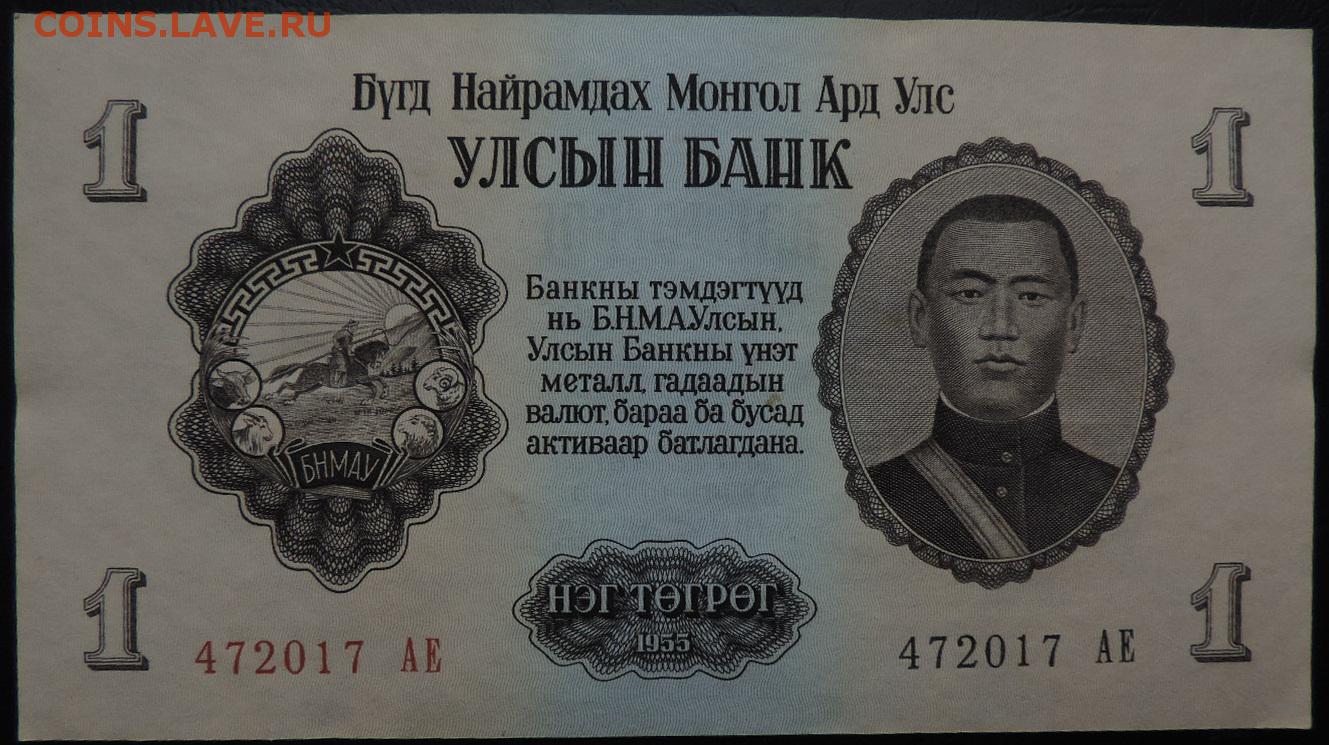 COINS.LAVE.RU
1
1
Бүгд Найрамдах Монгол Ард Улс
УЛСЫН БАНК
Банкны тэмдэгтүүд
нь Б.Н.М.А.Улсын,
Улсын Банкны үнэт
металл, гадаадын
валют, бараа ба бусад
активаар батлагдана.
БНМАУ
НЭГ ТӨГРӨГ
1955
1
1
472017 АЕ
472017 АЕ